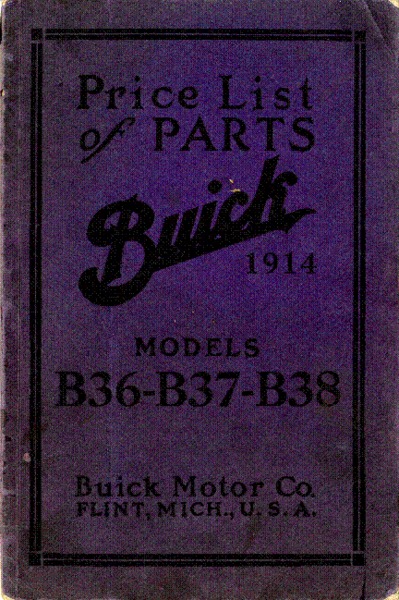 Price List
of PARTS
Buick
1914
MODELS
B36-B37-B38
Buick Motor Co.
FLINT, MICH., U.S.A.